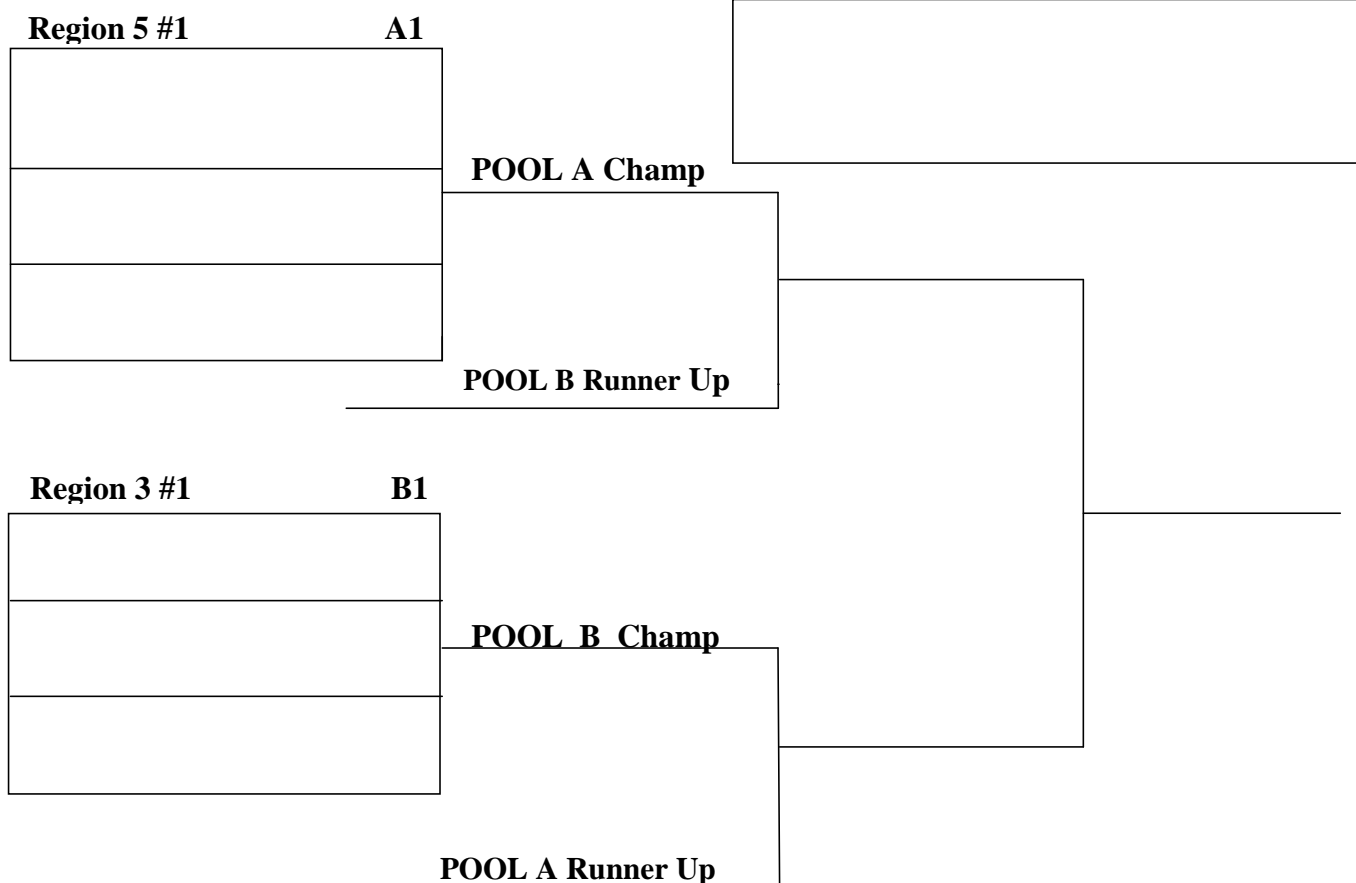 Region 5 #1 A1
POOL A Champ
POOL B Runner Up
Region 3 #1 B1
POOL B Champ
POOL A Runner Up